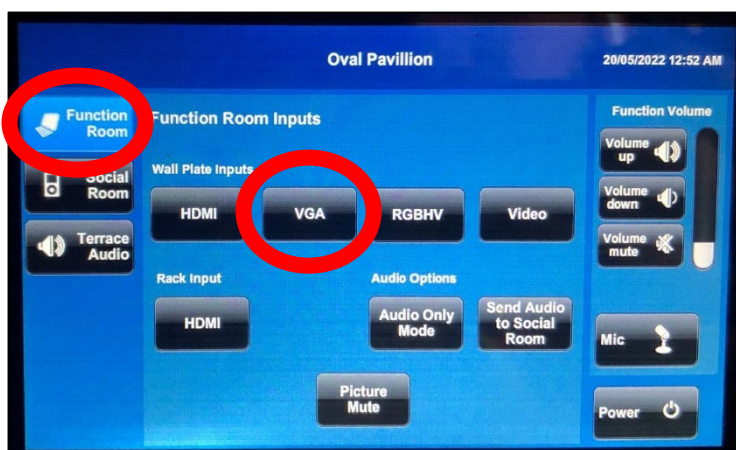 Oval Pavillion
20/05/2022 12:52 AM
Function
Room
Social
Room
Terrace
Audio
Function Room Inputs
Wall Plate Inputs
HDMI
VGA
RGBHV
Video
Rack Input
HDMI
Audio Options
Audio Only
Mode
Send Audio
to Social
Room
Picture
Mute
Function Volume
Volume
up
Volume
down
Volume
mute
Mic
Power